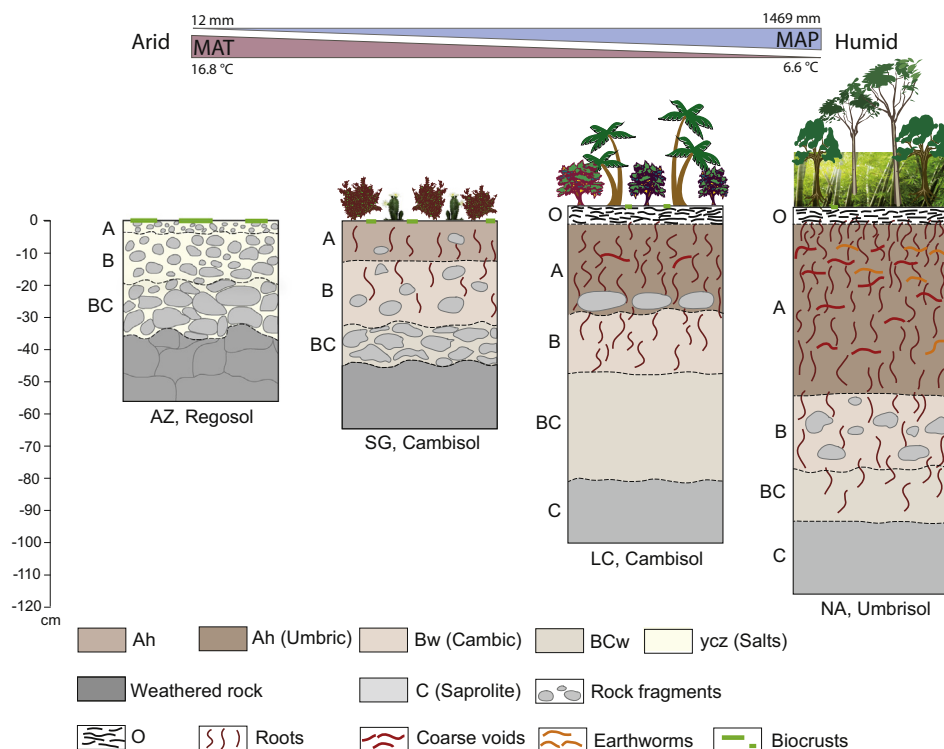 12 mm
1469 mm
Arid
MAT
MAP
Humid
16.8 °C
6.6 °C
0
-10
-20
-30
-40
-50
-60
-70
-80
-90
-100
-110
-120
cm
A
B
BC
AZ, Regosol
A
B
BC
SG, Cambisol
O
A
B
BC
C
LC, Cambisol
O
A
B
BC
C
NA, Umbrisol
Ah
Ah (Umbric)
Bw (Cambic)
BCw
ycz (Salts)
Weathered rock
C (Saprolite)
Rock fragments
O
Roots
Coarse voids
Earthworms
Biocrusts